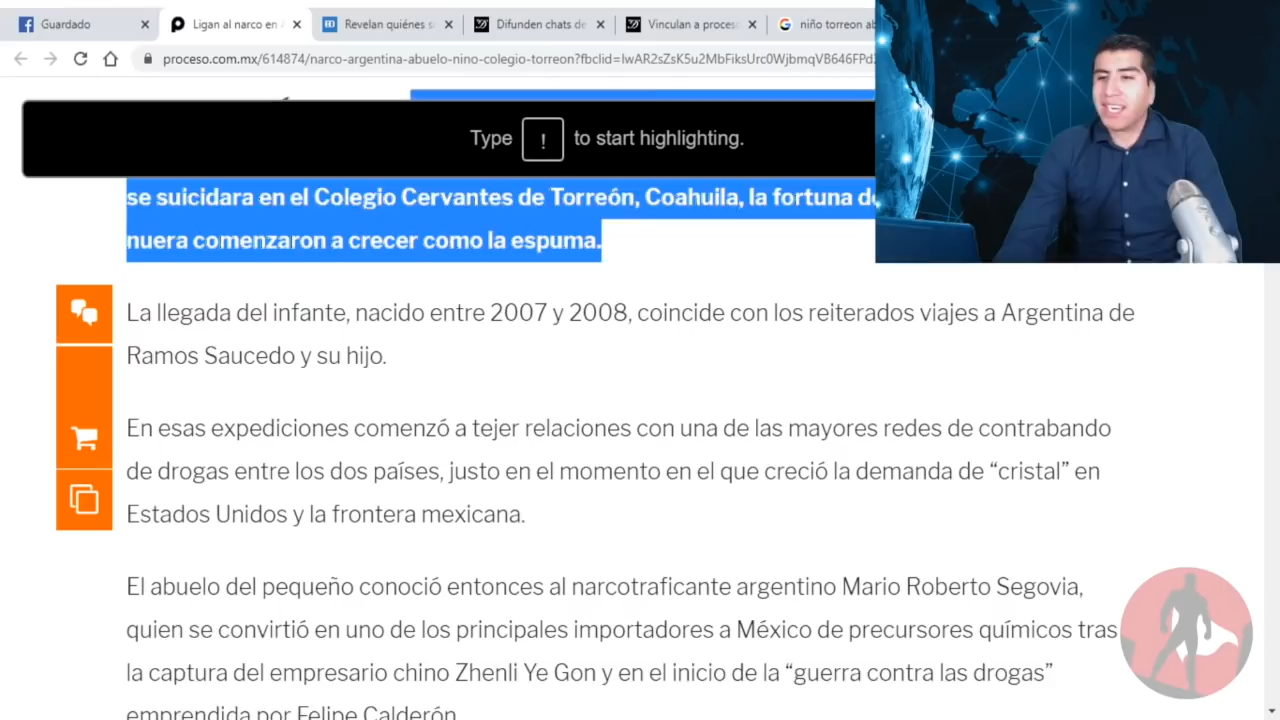 Guardado
Ligan al narco en
Revelan quiénes
Difunden chats de
Vinculan a proces
niño torreon ab
proceso.com.mx/614874/narco-argentina-abuelo-nino-colegio-torreon?fbclid=IwAR2sZsK5u2MbFiksUrc0WjbmqVB646FPd
Type ! to start highlighting.
se suicidara en el Colegio Cervantes de Torreón, Coahuila, la fortuna de
nuera comenzaron a crecer como la espuma.
La llegada del infante, nacido entre 2007 y 2008, coincide con los reiterados viajes a Argentina de
Ramos Saucedo y su hijo.
En esas expediciones comenzó a tejer relaciones con una de las mayores redes de contrabando
de drogas entre los dos países, justo en el momento en el que creció la demanda de “cristal” en
Estados Unidos y la frontera mexicana.
El abuelo del pequeño conoció entonces al narcotraficante argentino Mario Roberto Segovia,
quien se convirtió en uno de los principales importadores a México de precursores químicos tras
la captura del empresario chino Zhenli Ye Gon y en el inicio de la “guerra contra las drogas”
emprendida por Felipe Calderón